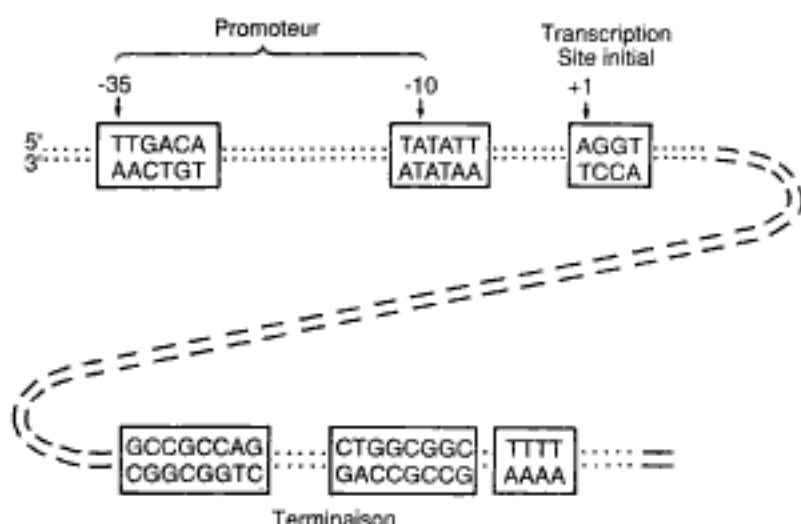 Promoteur
Transcription
Site initial
-35
-10
+1
5'
3'
TTGACA
AACTGT
TATATT
ATATAA
AGGT
TCCA
GCCGCCAG
CGGCGGTC
CTGGCGGC
GACCGCCG
TTTT
AAAA
Terminaison